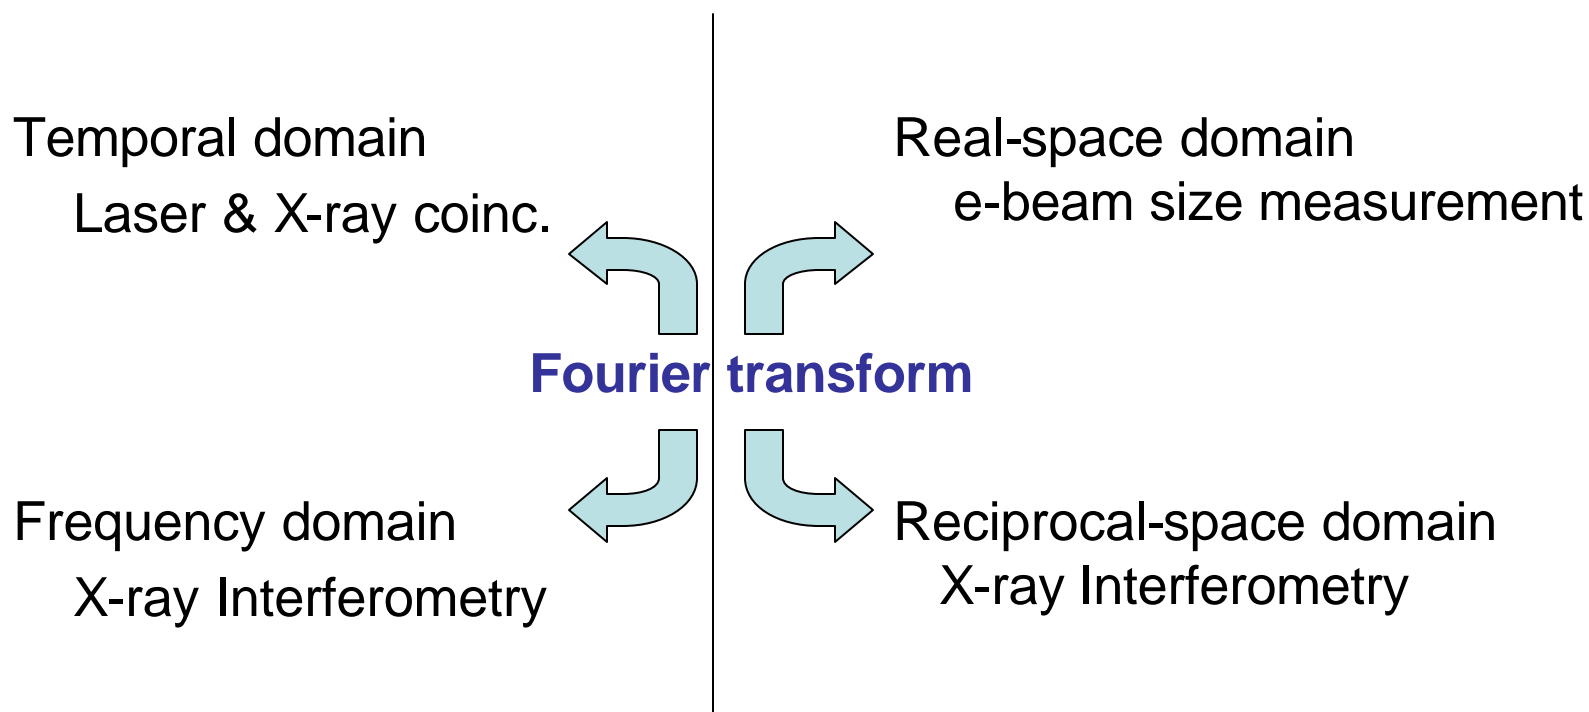 Temporal domain
Laser & X-ray coinc.
Real-space domain
e-beam size measurement
Fourier transform
Frequency domain
X-ray Interferometry
Reciprocal-space domain
X-ray Interferometry